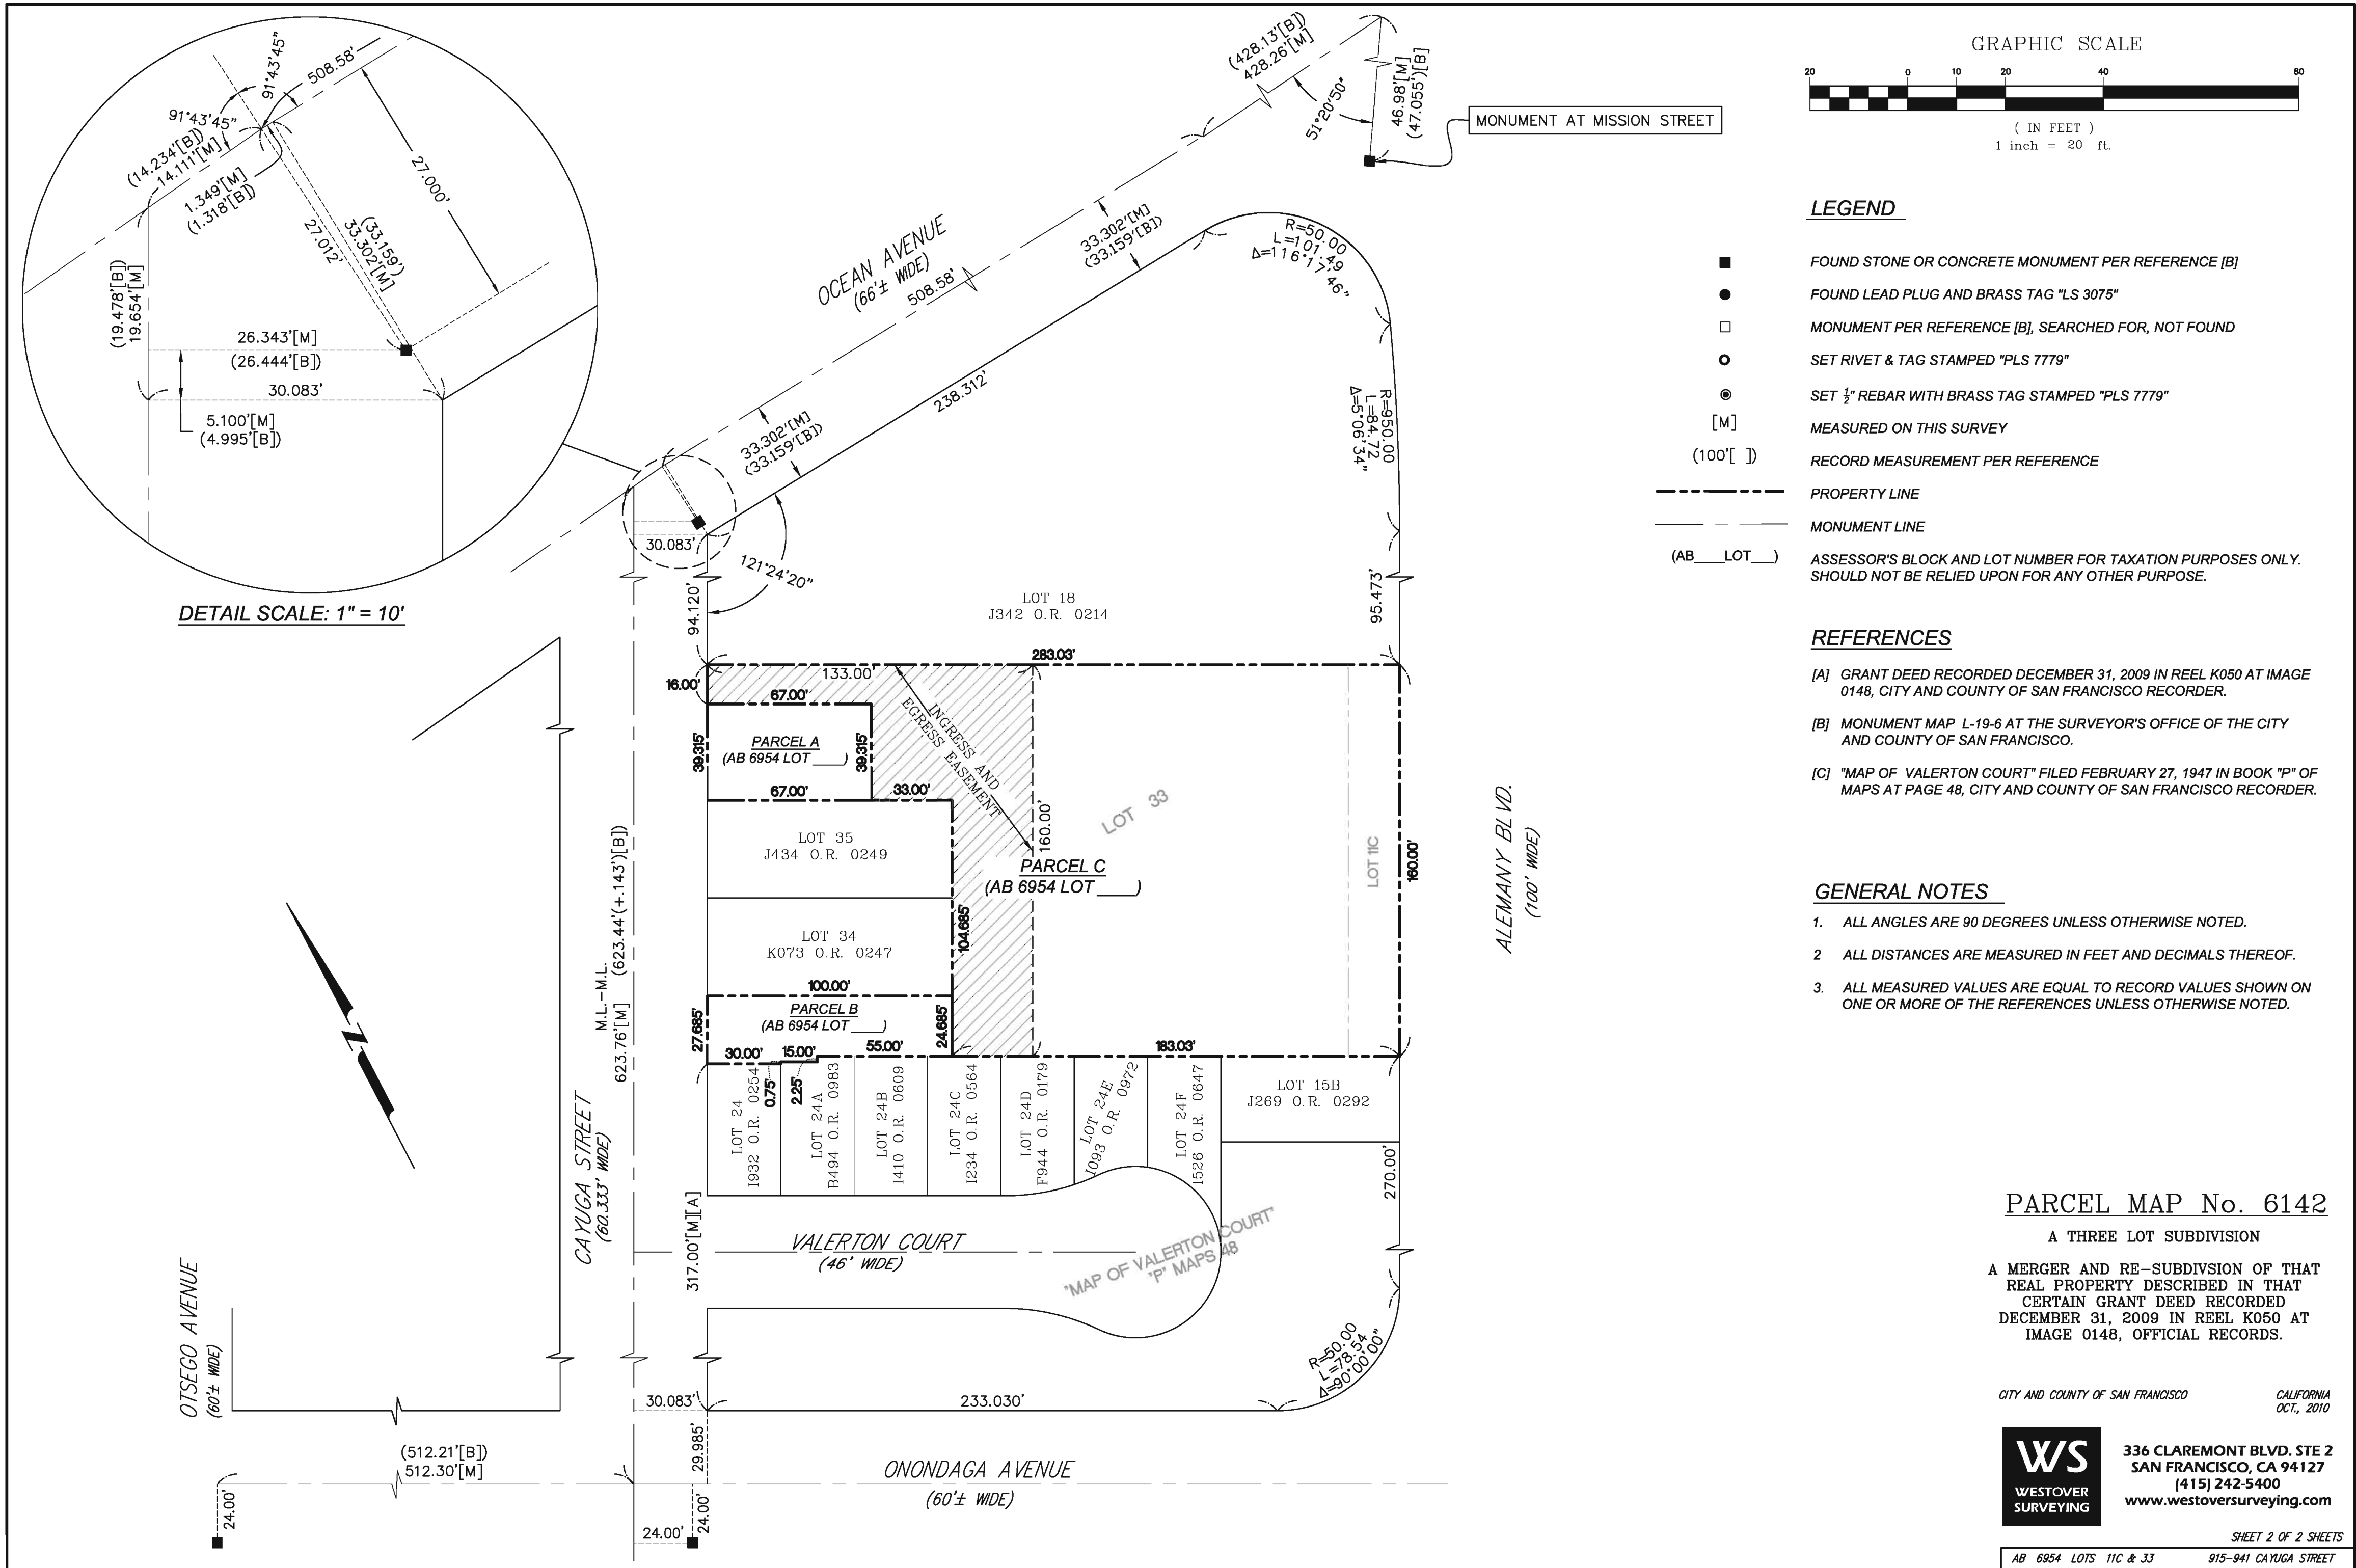 91°43'45"
508.58'
91°43'45"
(14.234'[B])
14.111'[M]
1.349'[M]
(1.318'[B])
27.000'
(33.159')
33.302'[M]
27.012'
(19.478'[B])
19.654'[M]
26.343'[M]
(26.444'[B])
30.083'
5.100'[M]
(4.995'[B])
DETAIL SCALE: 1" = 10'
(428.13'[B])
428.26'[M]
51°20'50"
46.98'[M]
(47.055')[B]
MONUMENT AT MISSION STREET
OCEAN AVENUE
(66'± WIDE)
508.58'
33.302'[M]
(33.159'[B])
R=50.00
L=101.49
Δ=116°17'46"
238.312'
33.302'[M]
(33.159'[B])
R=950.00
L=84.72
Δ=5°06'34"
30.083'
121°24'20"
94.120'
LOT 18
J342 O.R. 0214
95.473'
283.03'
133.00'
16.00'
67.00'
INGRESS AND
EGRESS EASEMENT
39.315'
PARCEL A
(AB 6954 LOT ____)
39.315'
67.00'
33.00'
160.00'
LOT 33
LOT 35
J434 O.R. 0249
PARCEL C
(AB 6954 LOT ____)
LOT 11C
160.00'
ALEMANY BLVD.
(100' WIDE)
LOT 34
K073 O.R. 0247
104.685'
M.L.-M.L.
623.76'[M] (623.44'(+.143')[B])
100.00'
PARCEL B
(AB 6954 LOT ____)
27.685'
24.685'
30.00'
15.00'
55.00'
183.03'
0.75'
2.25'
LOT 24
I932 O.R. 0254
LOT 24A
B494 O.R. 0983
LOT 24B
I410 O.R. 0609
LOT 24C
I234 O.R. 0564
LOT 24D
F944 O.R. 0179
LOT 24E
I093 O.R. 0972
LOT 24F
I526 O.R. 0647
LOT 15B
J269 O.R. 0292
CAYUGA STREET
(60.333' WIDE)
317.00'[M][A]
270.00'
VALERTON COURT
(46' WIDE)
"MAP OF VALERTON COURT"
"P" MAPS 48
R=50.00
L=78.54
Δ=90°00'00"
OTSEGO AVENUE
(60'± WIDE)
N
30.083'
233.030'
29.985'
(512.21'[B])
512.30'[M]
ONONDAGA AVENUE
(60'± WIDE)
24.00'
24.00'
24.00'
GRAPHIC SCALE
20 0 10 20 40 80
( IN FEET )
1 inch = 20 ft.
LEGEND
FOUND STONE OR CONCRETE MONUMENT PER REFERENCE [B]
FOUND LEAD PLUG AND BRASS TAG "LS 3075"
MONUMENT PER REFERENCE [B], SEARCHED FOR, NOT FOUND
SET RIVET & TAG STAMPED "PLS 7779"
SET ½" REBAR WITH BRASS TAG STAMPED "PLS 7779"
[M] MEASURED ON THIS SURVEY
(100'[ ]) RECORD MEASUREMENT PER REFERENCE
PROPERTY LINE
MONUMENT LINE
(AB____LOT___) ASSESSOR'S BLOCK AND LOT NUMBER FOR TAXATION PURPOSES ONLY.
SHOULD NOT BE RELIED UPON FOR ANY OTHER PURPOSE.
REFERENCES
[A] GRANT DEED RECORDED DECEMBER 31, 2009 IN REEL K050 AT IMAGE
0148, CITY AND COUNTY OF SAN FRANCISCO RECORDER.
[B] MONUMENT MAP L-19-6 AT THE SURVEYOR'S OFFICE OF THE CITY
AND COUNTY OF SAN FRANCISCO.
[C] "MAP OF VALERTON COURT" FILED FEBRUARY 27, 1947 IN BOOK "P" OF
MAPS AT PAGE 48, CITY AND COUNTY OF SAN FRANCISCO RECORDER.
GENERAL NOTES
1. ALL ANGLES ARE 90 DEGREES UNLESS OTHERWISE NOTED.
2 ALL DISTANCES ARE MEASURED IN FEET AND DECIMALS THEREOF.
3. ALL MEASURED VALUES ARE EQUAL TO RECORD VALUES SHOWN ON
ONE OR MORE OF THE REFERENCES UNLESS OTHERWISE NOTED.
PARCEL MAP No. 6142
A THREE LOT SUBDIVISION
A MERGER AND RE-SUBDIVSION OF THAT
REAL PROPERTY DESCRIBED IN THAT
CERTAIN GRANT DEED RECORDED
DECEMBER 31, 2009 IN REEL K050 AT
IMAGE 0148, OFFICIAL RECORDS.
CITY AND COUNTY OF SAN FRANCISCO CALIFORNIA
OCT., 2010
WS
WESTOVER
SURVEYING
336 CLAREMONT BLVD. STE 2
SAN FRANCISCO, CA 94127
(415) 242-5400
www.westoversurveying.com
SHEET 2 OF 2 SHEETS
AB 6954 LOTS 11C & 33 915-941 CAYUGA STREET